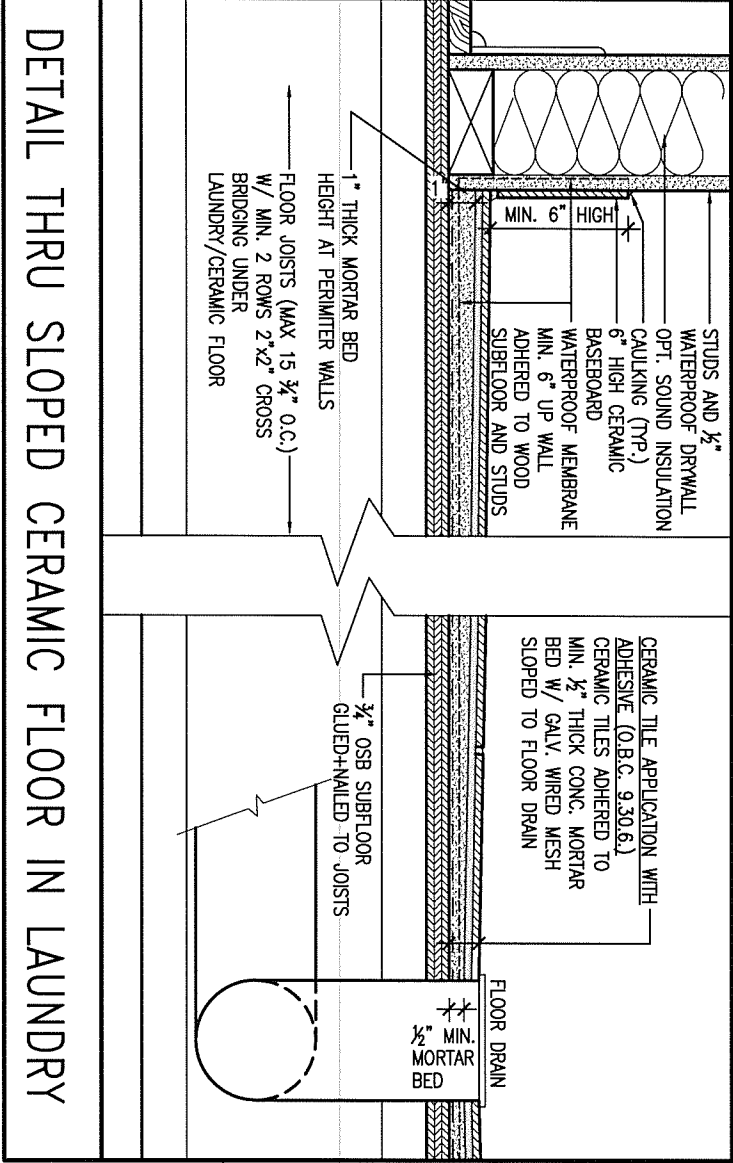 STUDS AND ½"
WATERPROOF DRYWALL
OPT. SOUND INSULATION
CAULKING (TYP.)
6" HIGH CERAMIC
BASEBOARD
WATERPROOF MEMBRANE
MIN. 6" UP WALL
ADHERED TO WOOD
SUBFLOOR AND STUDS
MIN. 6" HIGH
1"
CERAMIC TILE APPLICATION WITH
ADHESIVE (O.B.C. 9.30.6.)
CERAMIC TILES ADHERED TO
MIN. ½" THICK CONC. MORTAR
BED W/ GALV. WIRED MESH
SLOPED TO FLOOR DRAIN
FLOOR DRAIN
½" MIN.
MORTAR
BED
1" THICK MORTAR BED
HEIGHT AT PERIMITER WALLS
FLOOR JOISTS (MAX 15 ¾" O.C.)
W/ MIN. 2 ROWS 2"x2" CROSS
BRIDGING UNDER
LAUNDRY/CERAMIC FLOOR
¾" OSB SUBFLOOR
GLUED+NAILED TO JOISTS
DETAIL THRU SLOPED CERAMIC FLOOR IN LAUNDRY